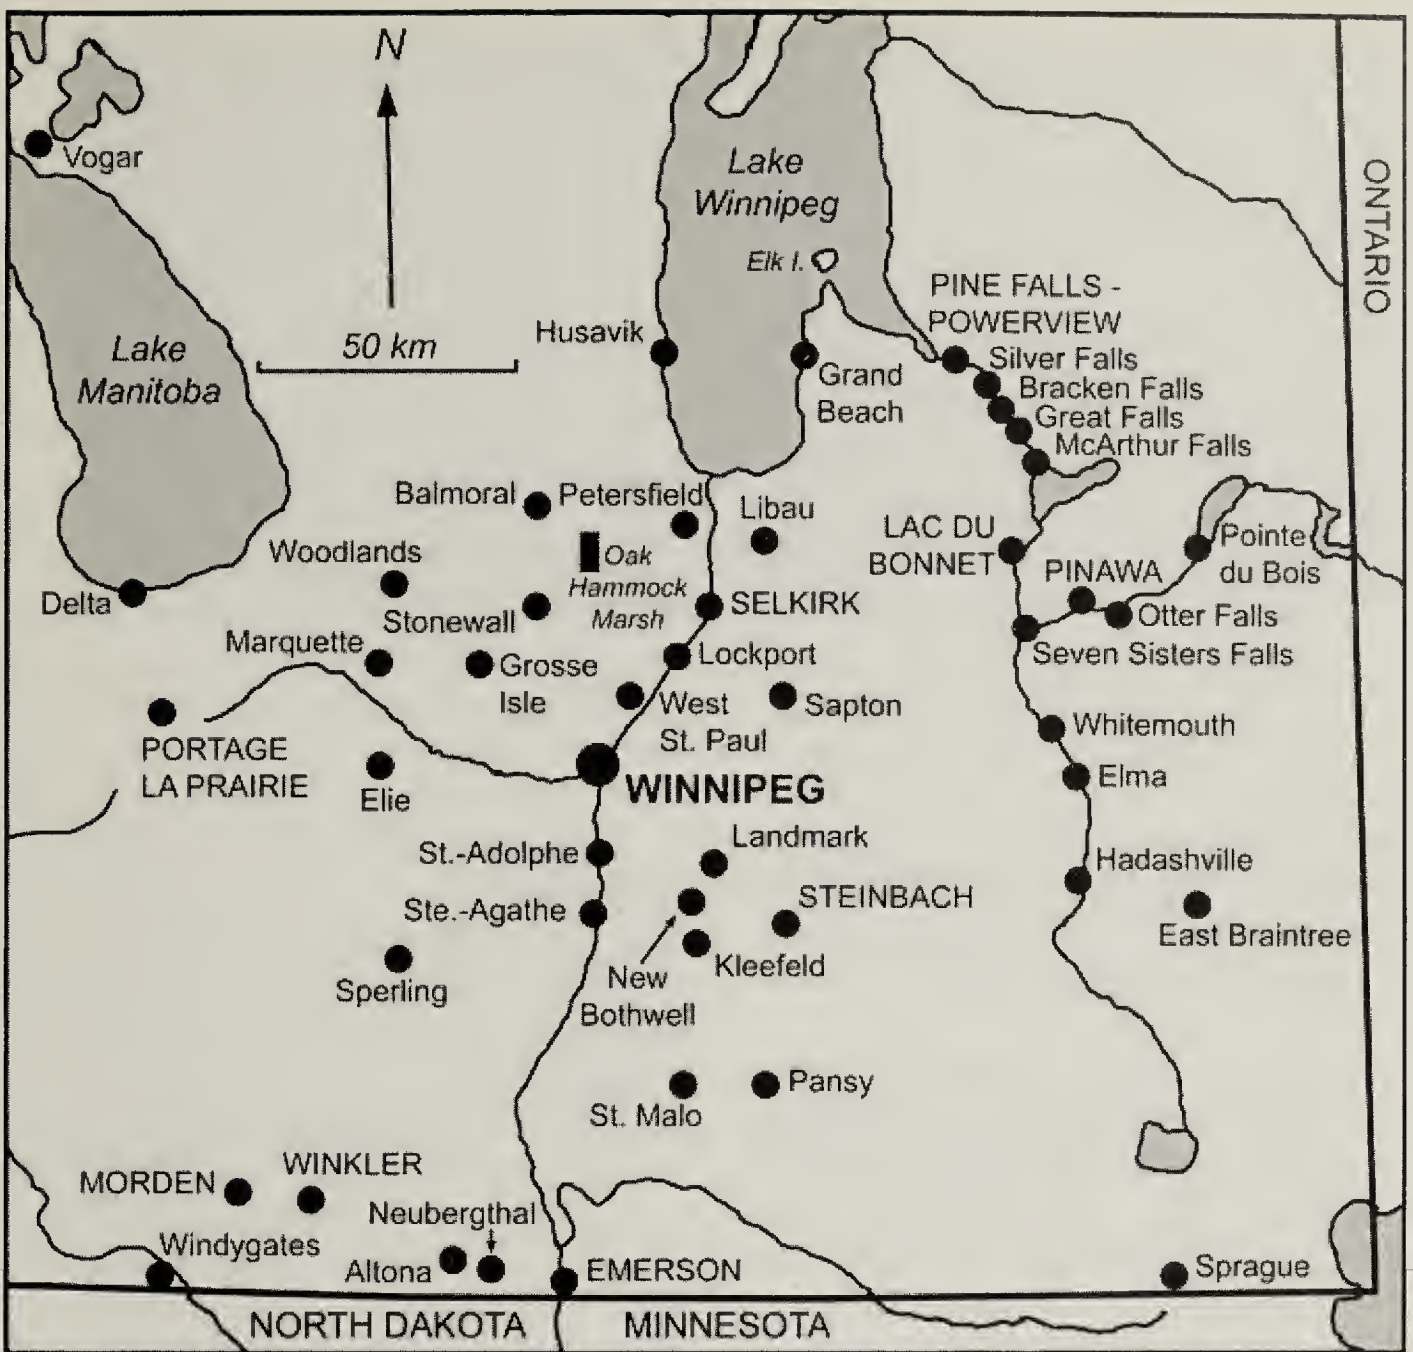 N
Vogar
Lake
Winnipeg
ONTARIO
Elk I.
PINE FALLS -
POWERVIEW
Husavik
50 km
Lake
Manitoba
Silver Falls
Grand
Beach
Bracken Falls
Great Falls
McArthur Falls
Balmoral
Petersfield
Libau
LAC DU
BONNET
Pointe
du Bois
Woodlands
Oak
Hammock
Marsh
PINAWA
Delta
Stonewall
SELKIRK
Otter Falls
Marquette
Grosse
Isle
Lockport
Seven Sisters Falls
West
St. Paul
Sapton
Whitemouth
PORTAGE
LA PRAIRIE
Elie
WINNIPEG
Elma
Landmark
St.-Adolphe
Hadashville
STEINBACH
Ste.-Agathe
East Braintree
Kleefeld
New
Bothwell
Sperling
Pansy
St. Malo
WINKLER
MORDEN
Neubergthal
Windygates
Altona
EMERSON
Sprague
NORTH DAKOTA
MINNESOTA